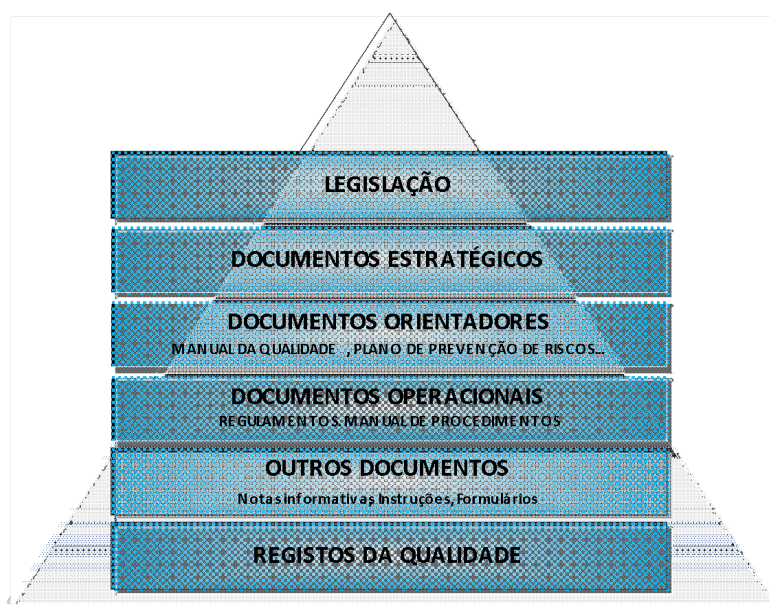 LEGISLAÇÃO
DOCUMENTOS ESTRATÉGICOS
DOCUMENTOS ORIENTADORES
MANUAL DA QUALIDADE , PLANO DE PREVENÇÃO DE RISCOS...
DOCUMENTOS OPERACIONAIS
REGULAMENTOS. MANUAL DE PROCEDIMENTOS
OUTROS DOCUMENTOS
Notas informativas, Instruções, Formulários
REGISTOS DA QUALIDADE